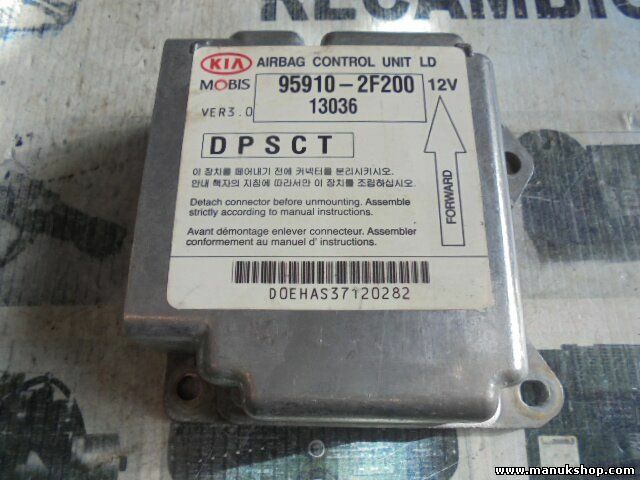 RECAMBIO
KIA AIRBAG CONTROL UNIT LD
MOBIS 95910-2F200 12V
VER3.0 13036
DPSCT
이 장치를 떼어내기 전에 커넥터를 분리시키시오.
안내 책자의 지침에 따라서만 이 장치를 조립하십시오.
Detach connector before unmounting. Assemble
strictly according to manual instructions.
Avant démontage enlever connecteur. Assembler
conformement au manuel d' instructions.
FORWARD
D0EHAS37120282
www.manukshop.com